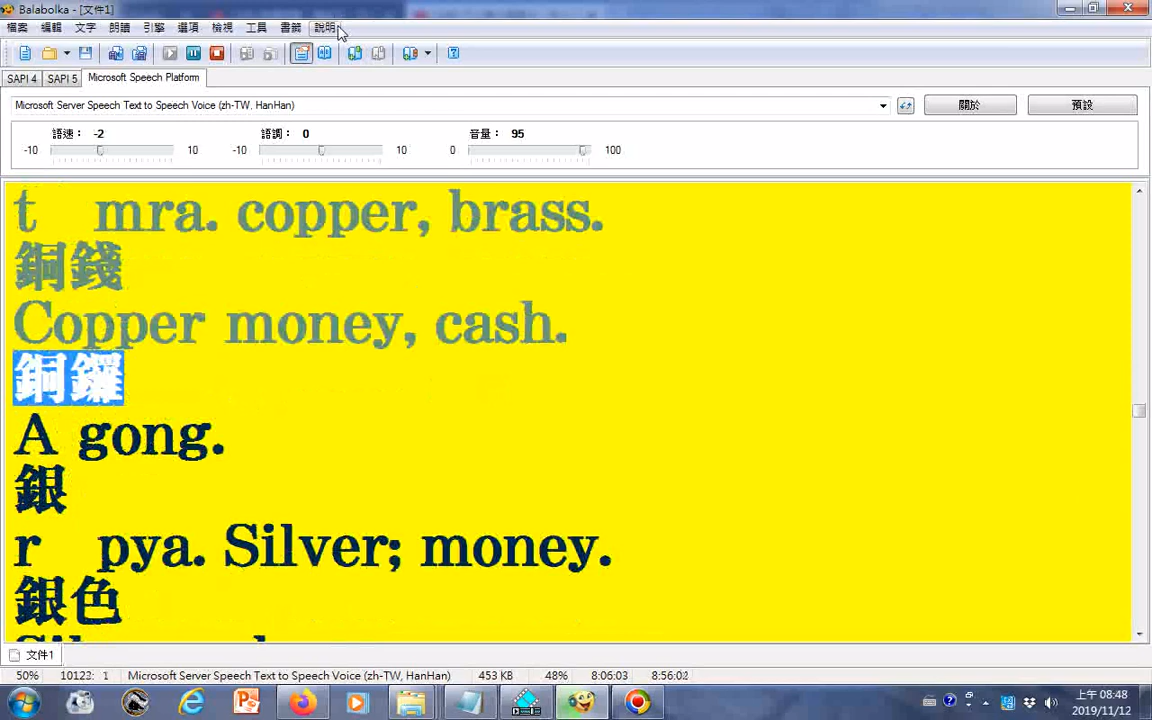 Balabolka - [文件1]
檔案 編輯 文字 朗讀 引擎 選項 檢視 工具 書籤 說明
SAPI 4 SAPI 5 Microsoft Speech Platform
Microsoft Server Speech Text to Speech Voice (zh-TW, HanHan) 關於 預設
語速： -2 語調： 0 音量： 95
-10 10 -10 10 0 100
t mra. copper, brass.
銅錢
Copper money, cash.
銅鑼
A gong.
銀
r pya. Silver; money.
銀色
文件1
50% 10123: 1 Microsoft Server Speech Text to Speech Voice (zh-TW, HanHan) 453 KB 48% 8:06:03 8:56:02
上午 08:48
2019/11/12